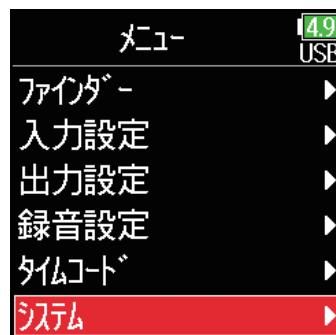 メニュー
4.9
USB
ファインダー
入力設定
出力設定
録音設定
タイムコード
システム